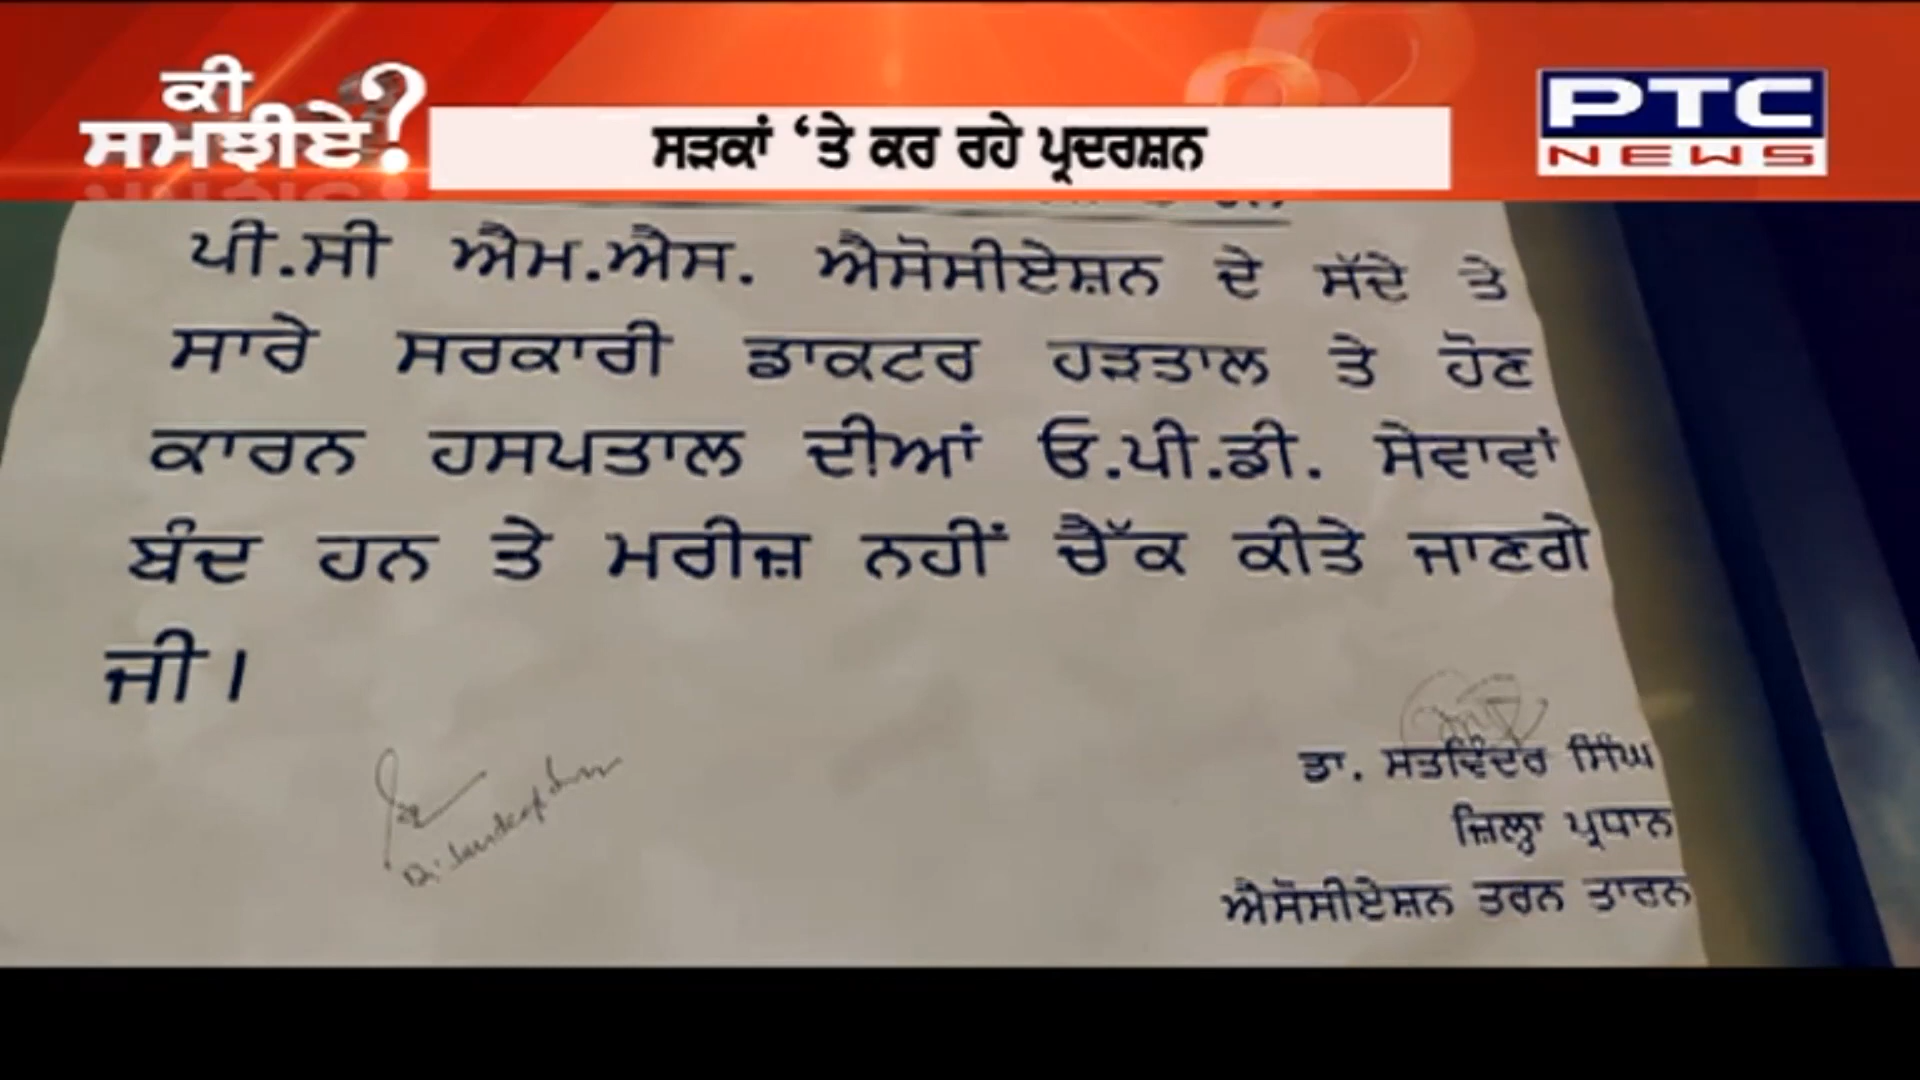 ਕੀ
ਸਮਝੀਏ?
ਸੜਕਾਂ ‘ਤੇ ਕਰ ਰਹੇ ਪ੍ਰਦਰਸ਼ਨ
PTC
NEWS
ਪੀ.ਸੀ ਐਮ.ਐਸ. ਐਸੋਸੀਏਸ਼ਨ ਦੇ ਸੱਦੇ ਤੇ
ਸਾਰੇ ਸਰਕਾਰੀ ਡਾਕਟਰ ਹੜਤਾਲ ਤੇ ਹੋਣ
ਕਾਰਨ ਹਸਪਤਾਲ ਦੀਆਂ ਓ.ਪੀ.ਡੀ. ਸੇਵਾਵਾਂ
ਬੰਦ ਹਨ ਤੇ ਮਰੀਜ਼ ਨਹੀਂ ਚੈੱਕ ਕੀਤੇ ਜਾਣਗੇ
ਜੀ।
ਡਾ. ਸਤਵਿੰਦਰ ਸਿੰਘ
ਜ਼ਿਲ੍ਹਾ ਪ੍ਰਧਾਨ
ਐਸੋਸੀਏਸ਼ਨ ਤਰਨ ਤਾਰਨ